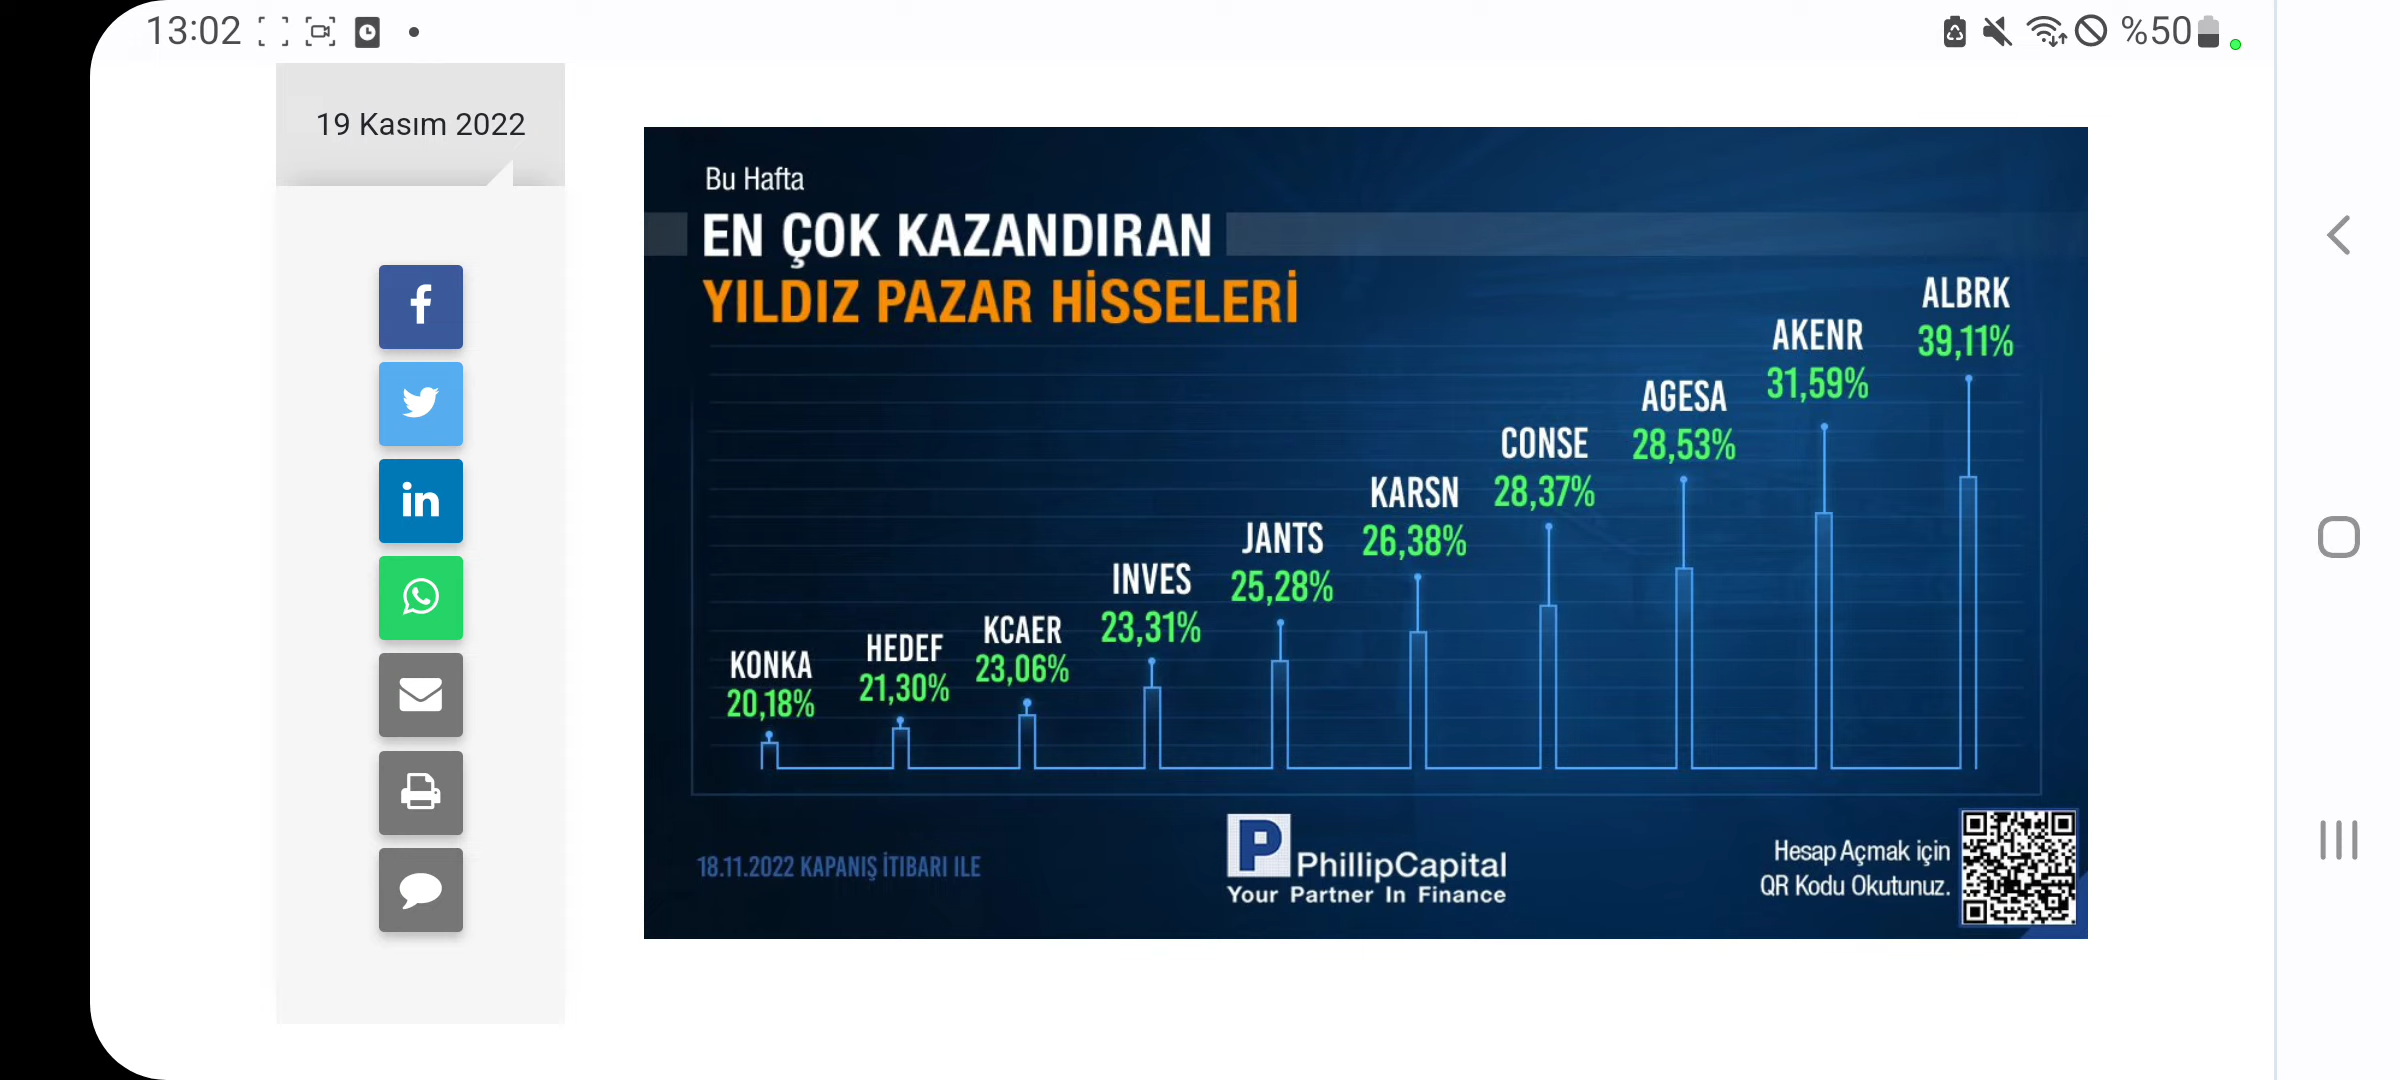 13:02
%50
19 Kasım 2022
Bu Hafta
EN ÇOK KAZANDIRAN
YILDIZ PAZAR HİSSELERİ
KONKA
20,18%
HEDEF
21,30%
KCAER
23,06%
INVES
23,31%
JANTS
25,28%
KARSN
26,38%
CONSE
28,37%
AGESA
28,53%
AKENR
31,59%
ALBRK
39,11%
18.11.2022 KAPANIŞ İTIBARI ILE
P PhillipCapital
Your Partner In Finance
Hesap Açmak için
QR Kodu Okutunuz.